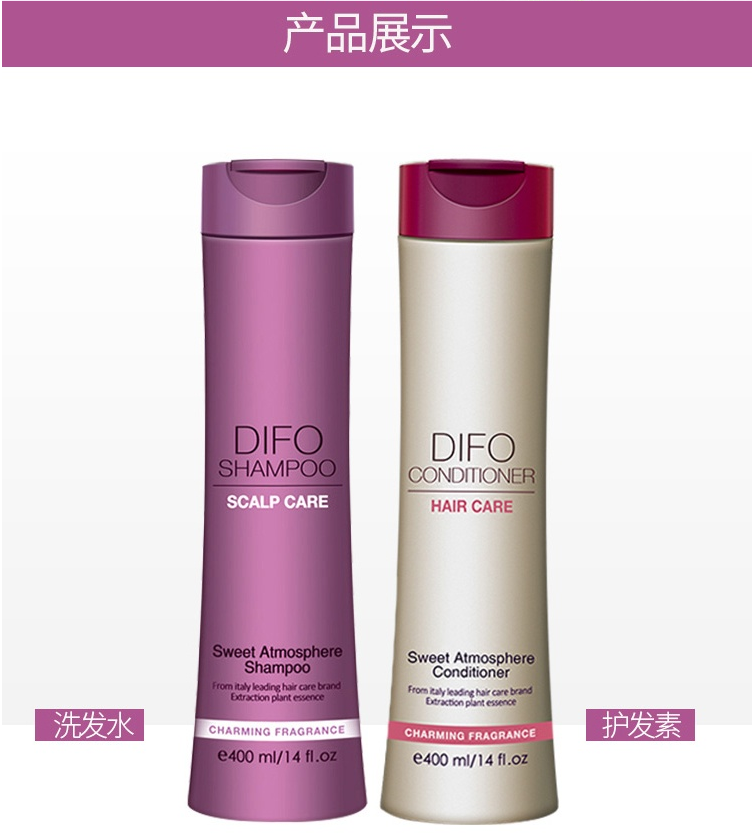 产品展示
DIFO
SHAMPOO
SCALP CARE
Sweet Atmosphere
Shampoo
From italy leading hair care brand
Extraction plant essence
CHARMING FRAGRANCE
e400 ml/14 fl.oz
DIFO
CONDITIONER
HAIR CARE
Sweet Atmosphere
Conditioner
From italy leading hair care brand
Extraction plant essence
CHARMING FRAGRANCE
e400 ml/14 fl.oz
洗发水
护发素